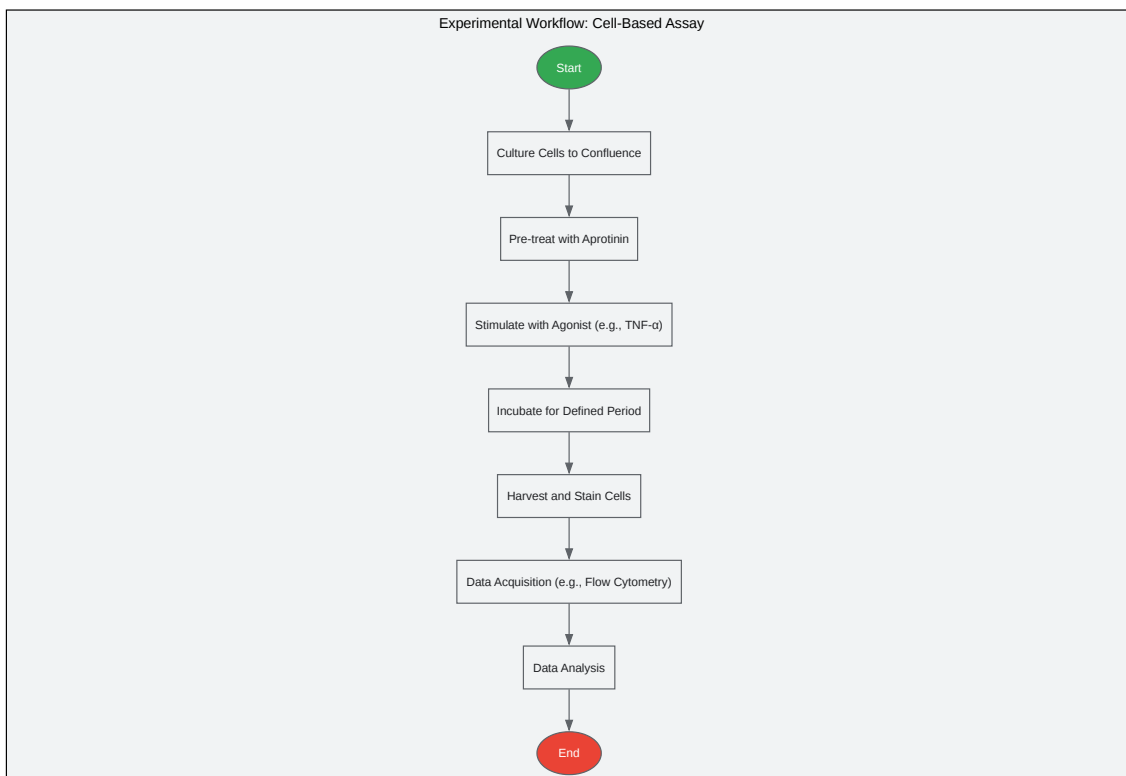 Experimental Workflow: Cell-Based Assay
Start
Culture Cells to Confluence
Pre-treat with Aprotinin
Stimulate with Agonist (e.g., TNF-α)
Incubate for Defined Period
Harvest and Stain Cells
Data Acquisition (e.g., Flow Cytometry)
Data Analysis
End